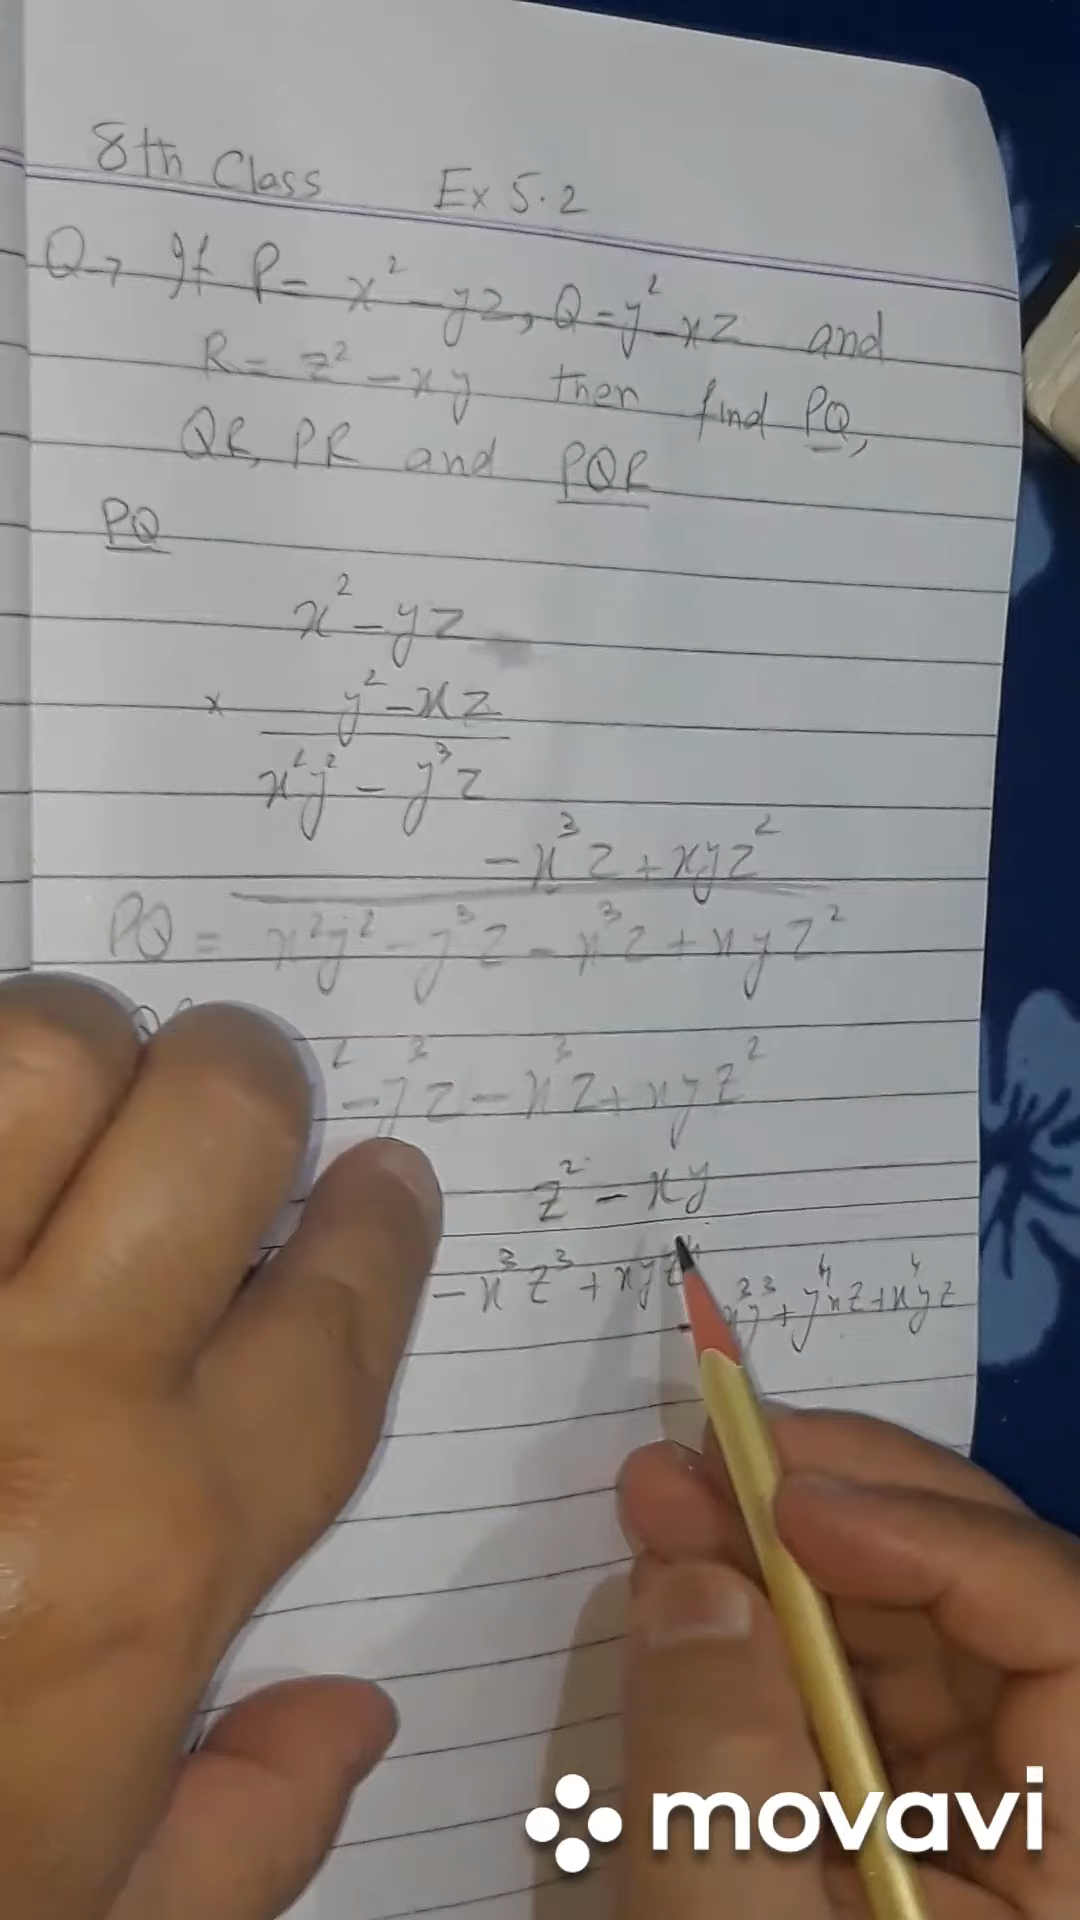 8th Class Ex 5.2
Q→ If P = x² - yz, Q = y² - xz and
R = z² - xy then find PQ,
QR, PR and PQR
PQ
x² - yz
× y² - xz
x²y² - y³z
- x³z + xyz²
PQ = x²y² - y³z - x³z + xyz²
² - y³z - x³z + xyz²
z² - xy
- x³z³ + xyz + y⁴xz + x⁴yz
movavi